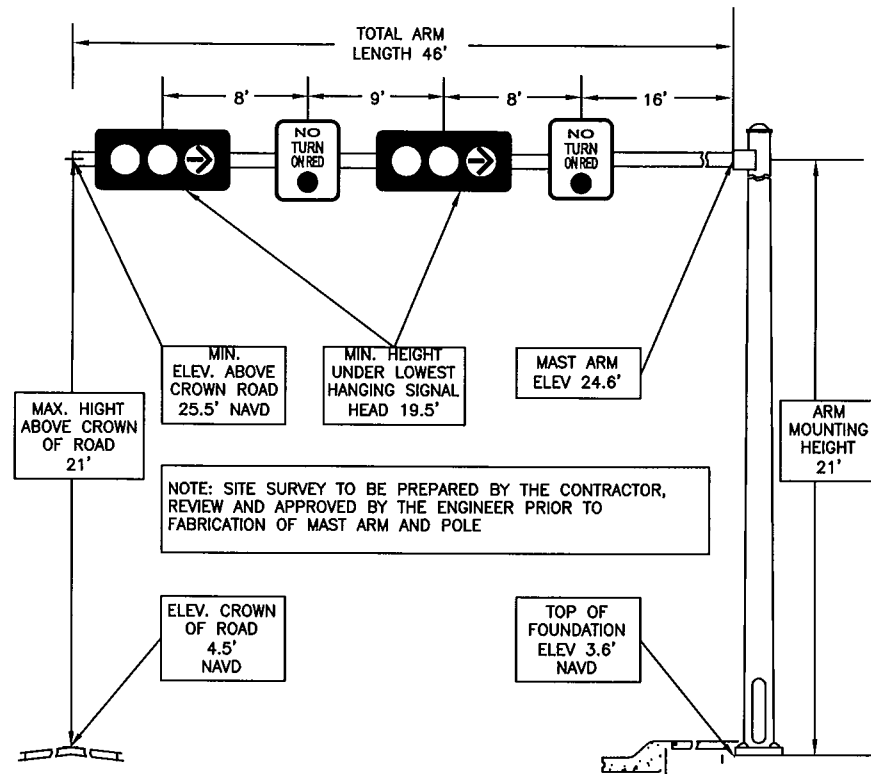 TOTAL ARM
LENGTH 46'
8'
9'
8'
16'
NO
TURN
ON RED
NO
TURN
ON RED
MIN.
ELEV. ABOVE
CROWN ROAD
25.5' NAVD
MIN. HEIGHT
UNDER LOWEST
HANGING SIGNAL
HEAD 19.5'
MAST ARM
ELEV 24.6'
MAX. HIGHT
ABOVE CROWN
OF ROAD
21'
ARM
MOUNTING
HEIGHT
21'
NOTE: SITE SURVEY TO BE PREPARED BY THE CONTRACTOR,
REVIEW AND APPROVED BY THE ENGINEER PRIOR TO
FABRICATION OF MAST ARM AND POLE
ELEV. CROWN
OF ROAD
4.5'
NAVD
TOP OF
FOUNDATION
ELEV 3.6'
NAVD